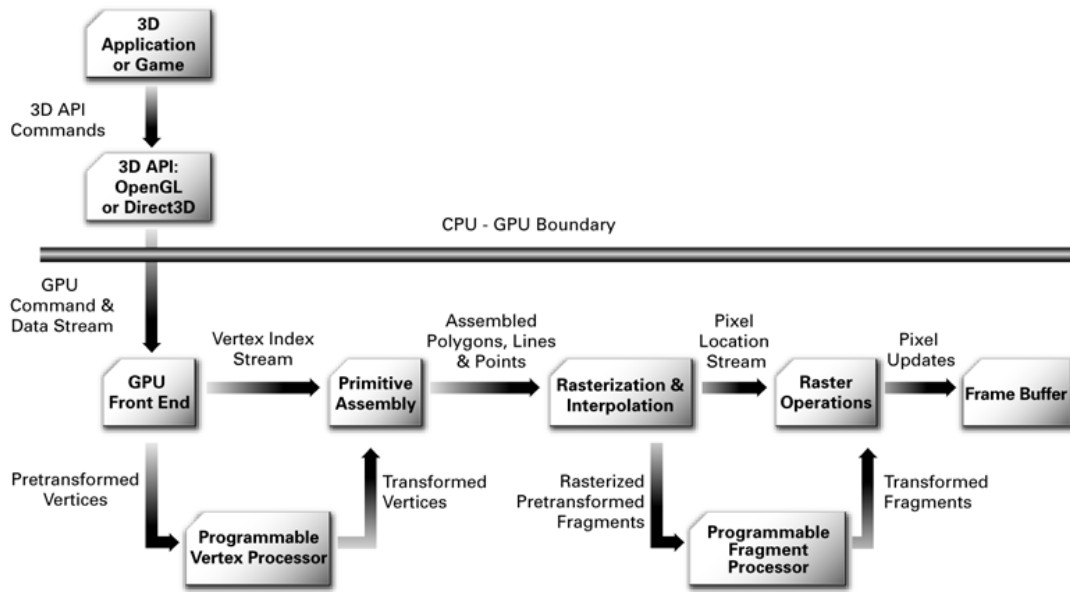 3D
Application
or Game
3D API
Commands
3D API:
OpenGL
or Direct3D
CPU - GPU Boundary
GPU
Command &
Data Stream
Vertex Index
Stream
Assembled
Polygons, Lines
& Points
Pixel
Location
Stream
Pixel
Updates
GPU
Front End
Primitive
Assembly
Rasterization &
Interpolation
Raster
Operations
Frame Buffer
Pretransformed
Vertices
Transformed
Vertices
Rasterized
Pretransformed
Fragments
Transformed
Fragments
Programmable
Vertex Processor
Programmable
Fragment
Processor